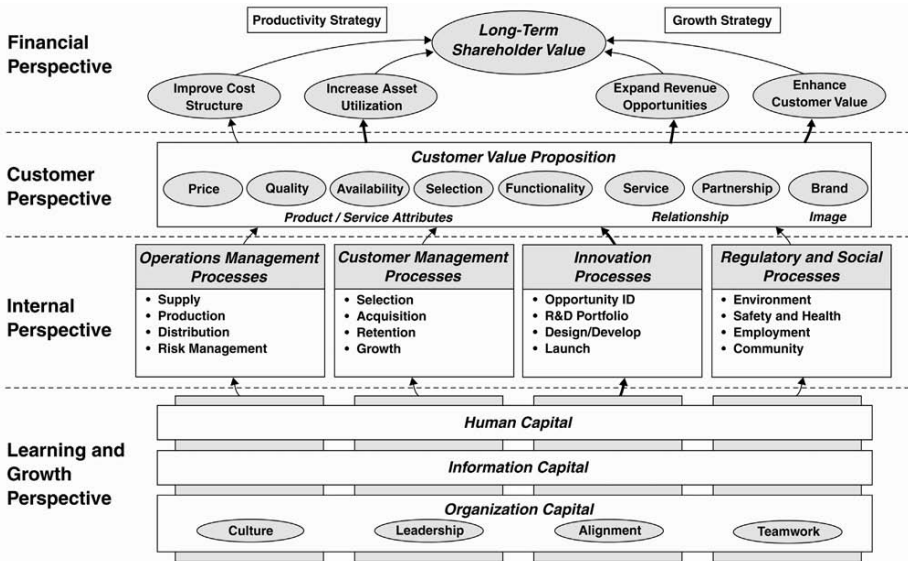 Productivity Strategy
Growth Strategy
Long-Term
Shareholder Value
Financial
Perspective
Improve Cost
Structure
Increase Asset
Utilization
Expand Revenue
Opportunities
Enhance
Customer Value
Customer
Perspective
Customer Value Proposition
Price
Quality
Availability
Selection
Functionality
Service
Partnership
Brand
Product / Service Attributes
Relationship
Image
Internal
Perspective
Operations Management
Processes
• Supply
• Production
• Distribution
• Risk Management
Customer Management
Processes
• Selection
• Acquisition
• Retention
• Growth
Innovation
Processes
• Opportunity ID
• R&D Portfolio
• Design/Develop
• Launch
Regulatory and Social
Processes
• Environment
• Safety and Health
• Employment
• Community
Learning and
Growth
Perspective
Human Capital
Information Capital
Organization Capital
Culture
Leadership
Alignment
Teamwork